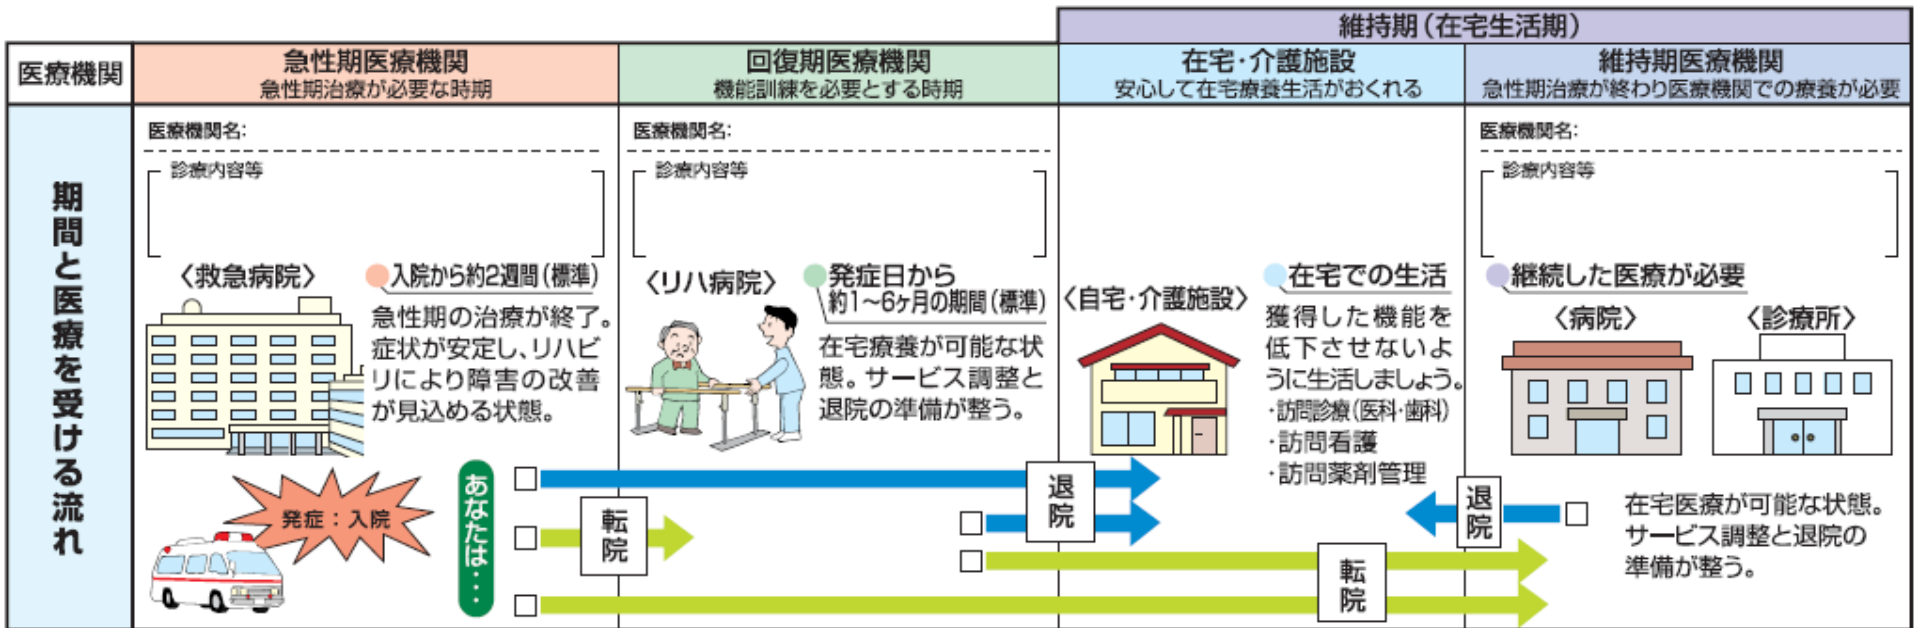 維持期(在宅生活期)
医療機関
急性期医療機関
急性期治療が必要な時期
回復期医療機関
機能訓練を必要とする時期
在宅・介護施設
安心して在宅療養生活がおくれる
維持期医療機関
急性期治療が終わり医療機関での療養が必要
期間と医療を受ける流れ
医療機関名:
診療内容等
〈救急病院〉
入院から約2週間(標準)
急性期の治療が終了。
症状が安定し、リハビ
リにより障害の改善
が見込める状態。
発症:入院
あなたは・・・
医療機関名:
診療内容等
〈リハ病院〉
発症日から
約1~6ヶ月の期間(標準)
在宅療養が可能な状
態。サービス調整と
退院の準備が整う。
転院
〈自宅・介護施設〉
在宅での生活
獲得した機能を
低下させないよ
うに生活しましょう。
・訪問診療(医科・歯科)
・訪問看護
・訪問薬剤管理
退院
医療機関名:
診療内容等
継続した医療が必要
〈病院〉
〈診療所〉
退院
転院
在宅医療が可能な状態。
サービス調整と退院の
準備が整う。